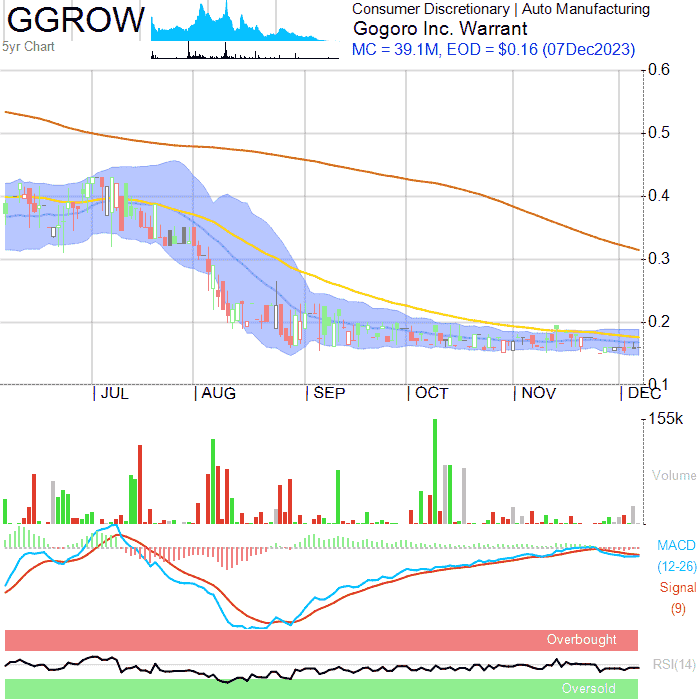 GGROW
5yr Chart
Consumer Discretionary | Auto Manufacturing
Gogoro Inc. Warrant
MC = 39.1M, EOD = $0.16 (07Dec2023)
0.6
0.5
0.4
0.3
0.2
0.1
JUL AUG SEP OCT NOV DEC
155k
Volume
MACD
(12-26)
Signal
(9)
Overbought
RSI(14)
Oversold